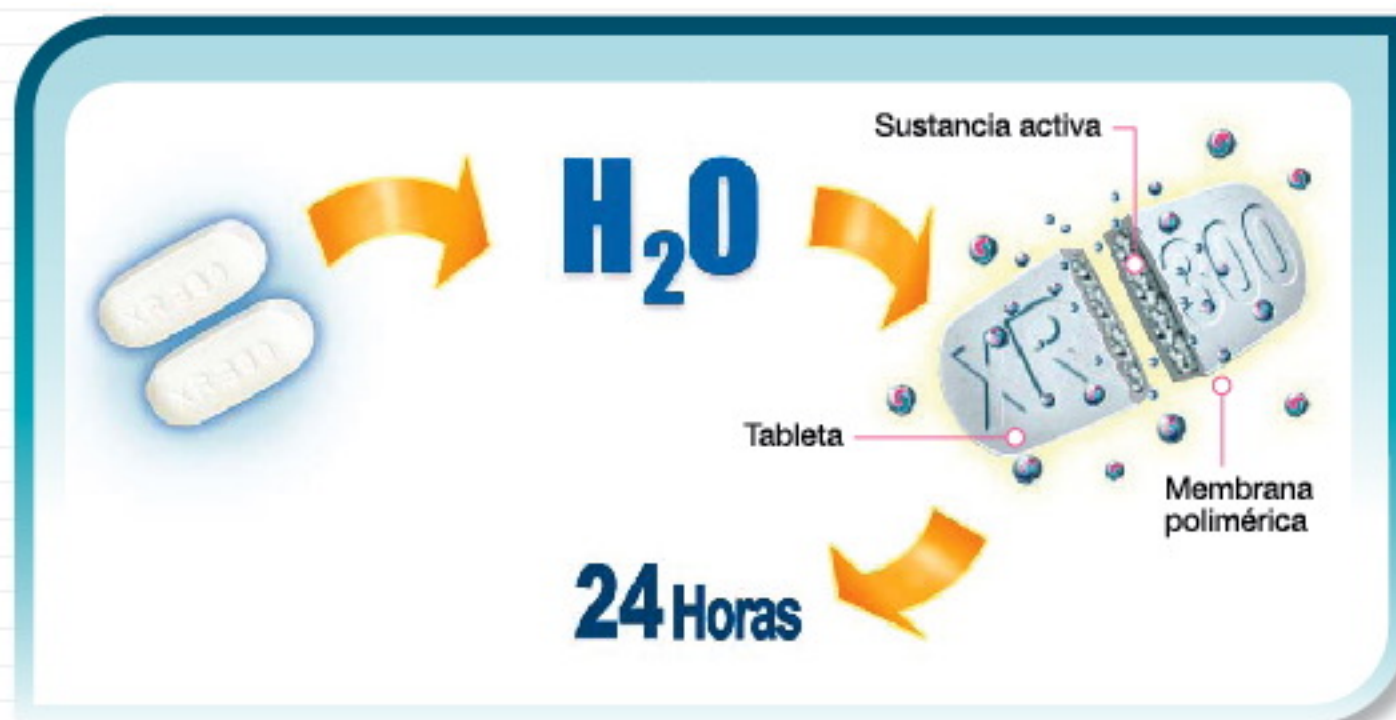 Sustancia activa
H₂O
XR
300
Tableta
Membrana
polimérica
24 Horas